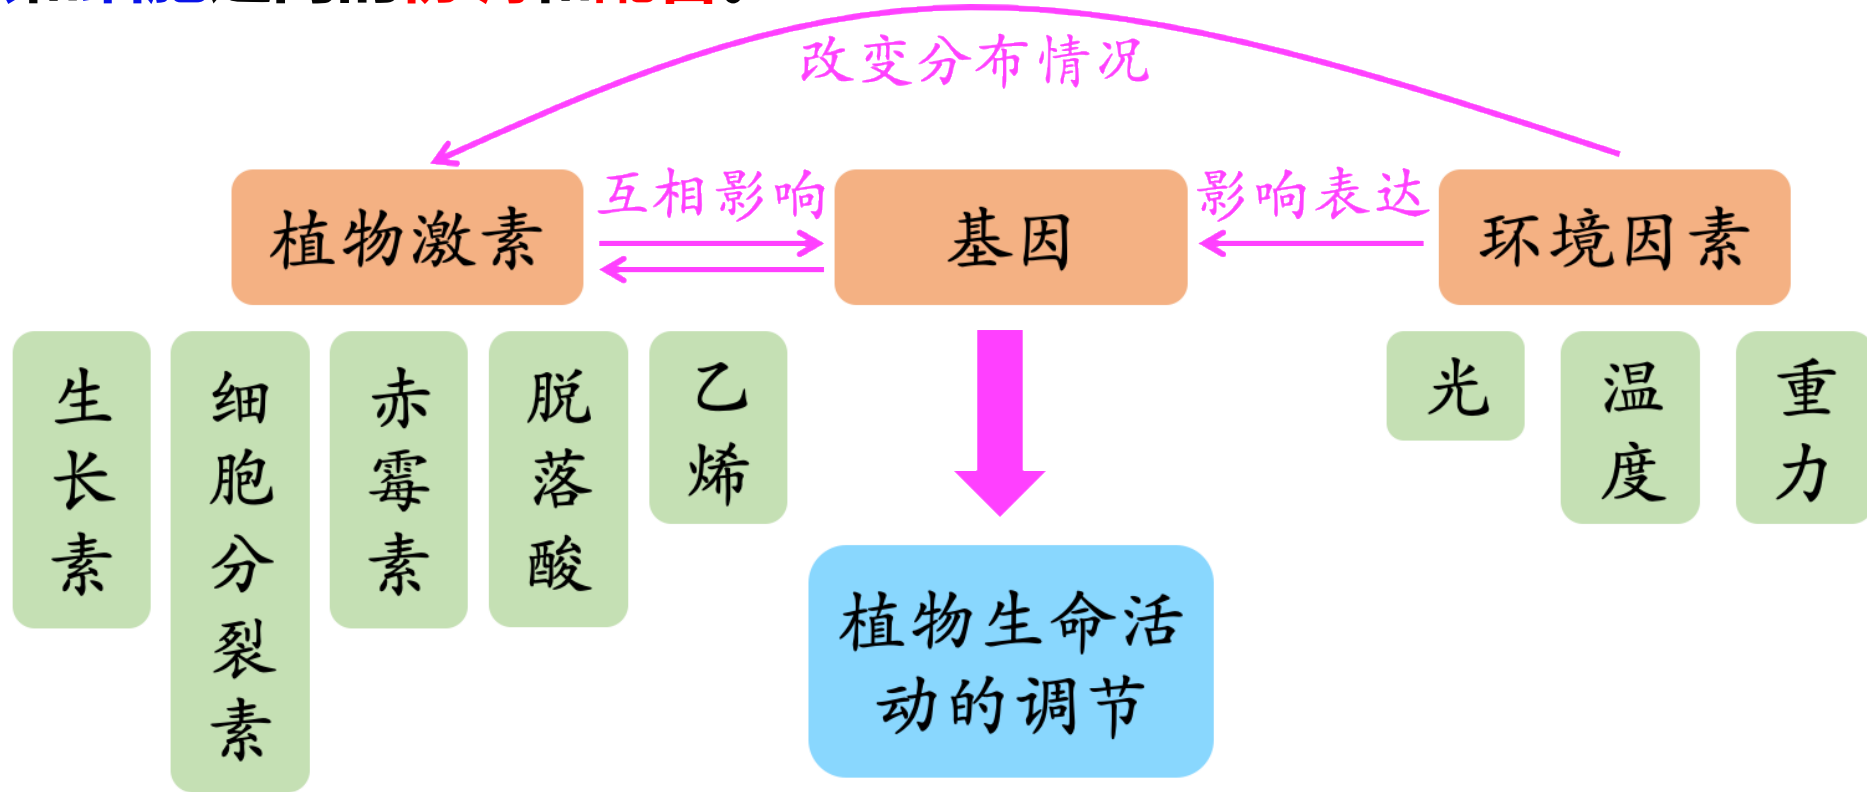 改变分布情况
植物激素
互相影响
基因
影响表达
环境因素
生长素
细胞分裂素
赤霉素
脱落酸
乙烯
光
温度
重力
植物生命活
动的调节